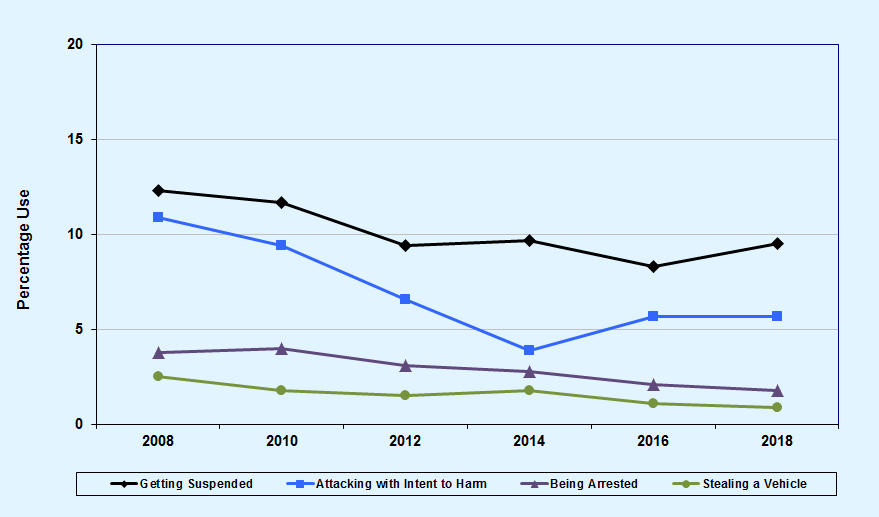 20
15
10
5
0
Percentage Use
2008 2010 2012 2014 2016 2018
Getting Suspended Attacking with Intent to Harm Being Arrested Stealing a Vehicle